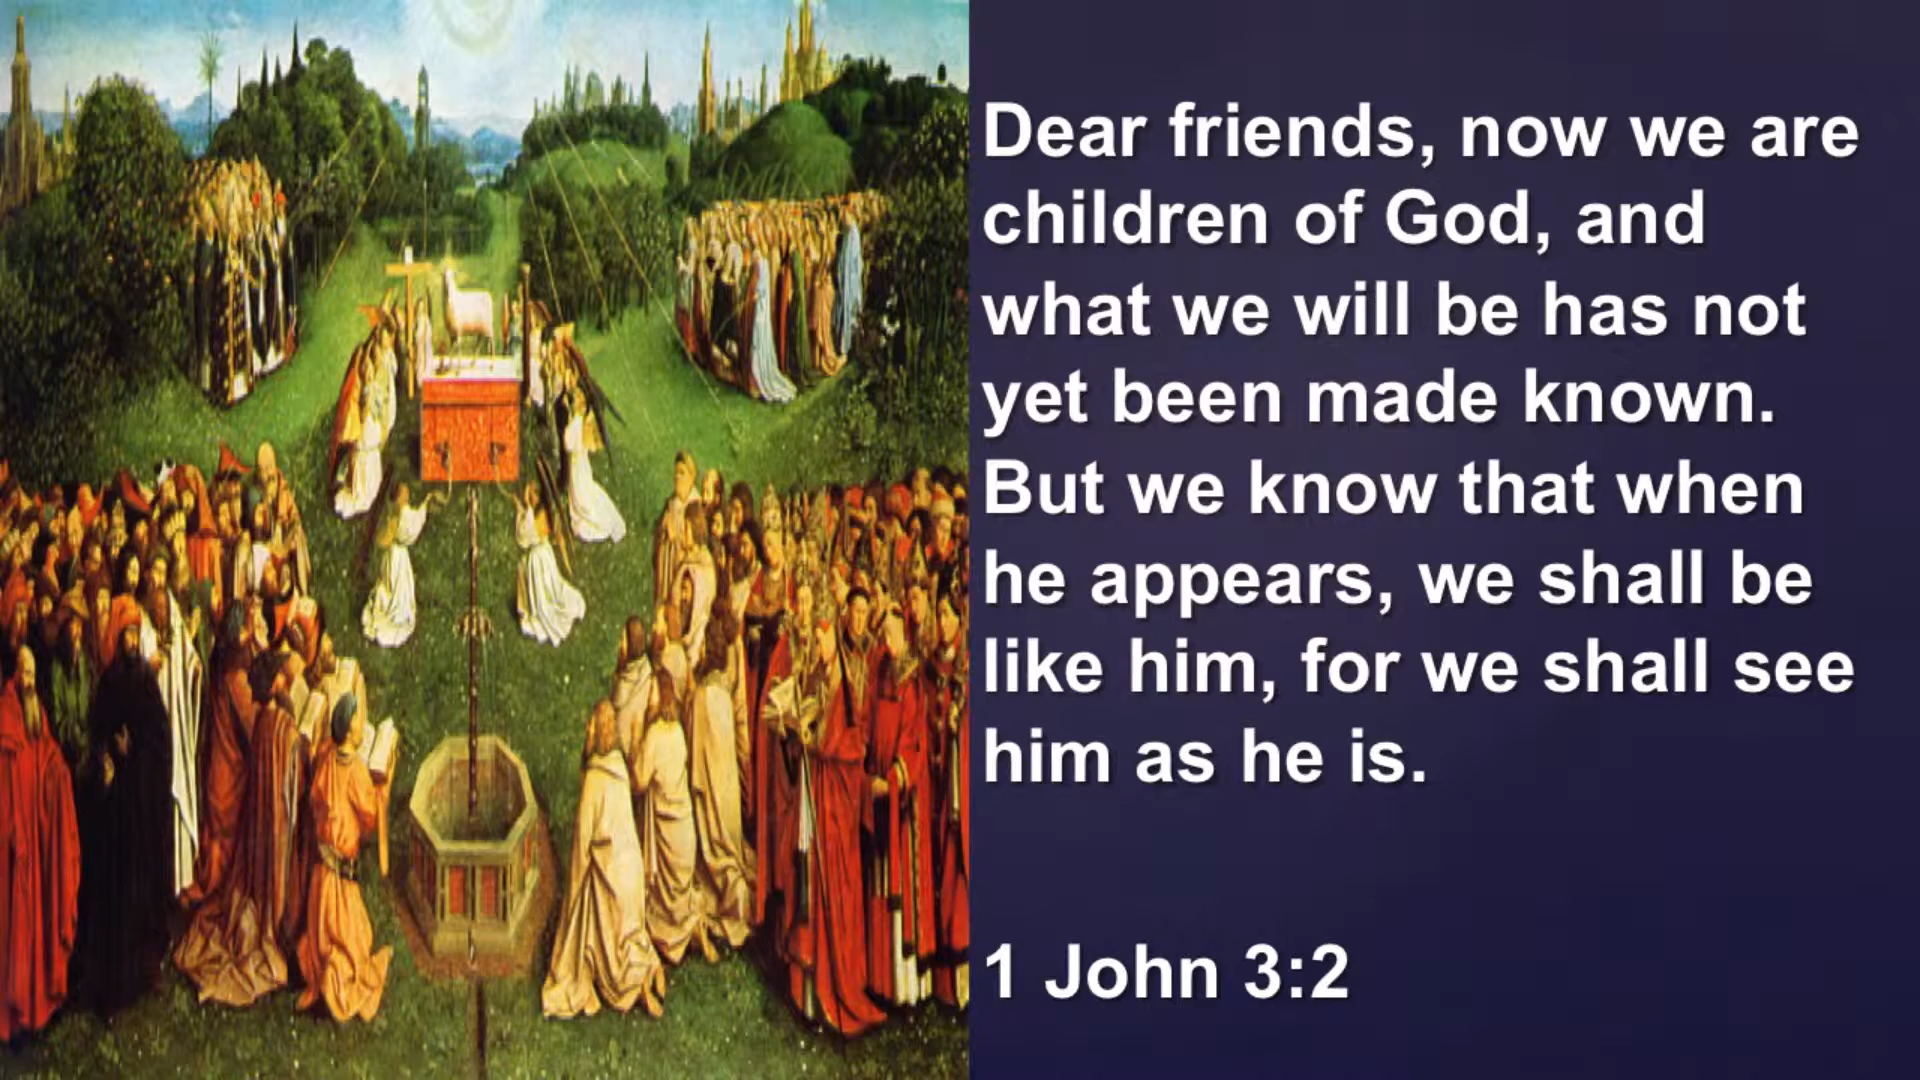 Dear friends, now we are
children of God, and
what we will be has not
yet been made known.
But we know that when
he appears, we shall be
like him, for we shall see
him as he is.
1 John 3:2